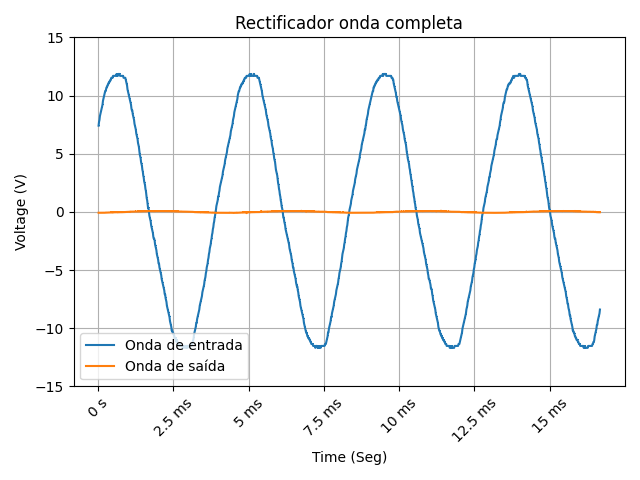 Rectificador onda completa
Voltage (V)
15
10
5
0
−5
−10
−15
Onda de entrada
Onda de saída
0 s
2.5 ms
5 ms
7.5 ms
10 ms
12.5 ms
15 ms
Time (Seg)